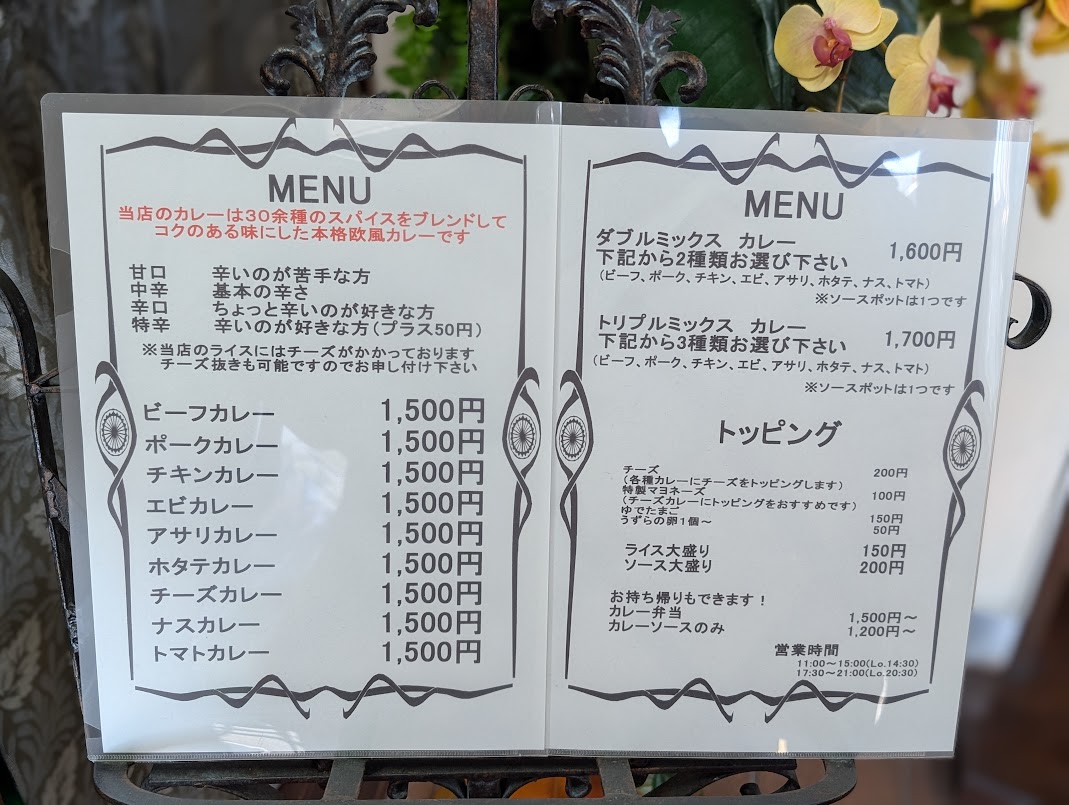 MENU
当店のカレーは30余種のスパイスをブレンドして
コクのある味にした本格欧風カレーです
甘口 辛いのが苦手な方
中辛 基本の辛さ
辛口 ちょっと辛いのが好きな方
特辛 辛いのが好きな方(プラス50円)
※当店のライスにはチーズがかかっております
チーズ抜きも可能ですのでお申し付け下さい
ビーフカレー 1,500円
ポークカレー 1,500円
チキンカレー 1,500円
エビカレー 1,500円
アサリカレー 1,500円
ホタテカレー 1,500円
チーズカレー 1,500円
ナスカレー 1,500円
トマトカレー 1,500円
MENU
ダブルミックス カレー 1,600円
下記から2種類お選び下さい
(ビーフ、ポーク、チキン、エビ、アサリ、ホタテ、ナス、トマト)
※ソースポットは1つです
トリプルミックス カレー 1,700円
下記から3種類お選び下さい
(ビーフ、ポーク、チキン、エビ、アサリ、ホタテ、ナス、トマト)
※ソースポットは1つです
トッピング
チーズ 200円
(各種カレーにチーズをトッピングします)
特製マヨネーズ 100円
(チーズカレーにトッピングをおすすめです)
ゆでたまご 150円
うずらの卵1個~ 50円
ライス大盛り 150円
ソース大盛り 200円
お持ち帰りもできます!
カレー弁当 1,500円~
カレーソースのみ 1,200円~
営業時間
11:00~15:00(Lo.14:30)
17:30~21:00(Lo.20:30)